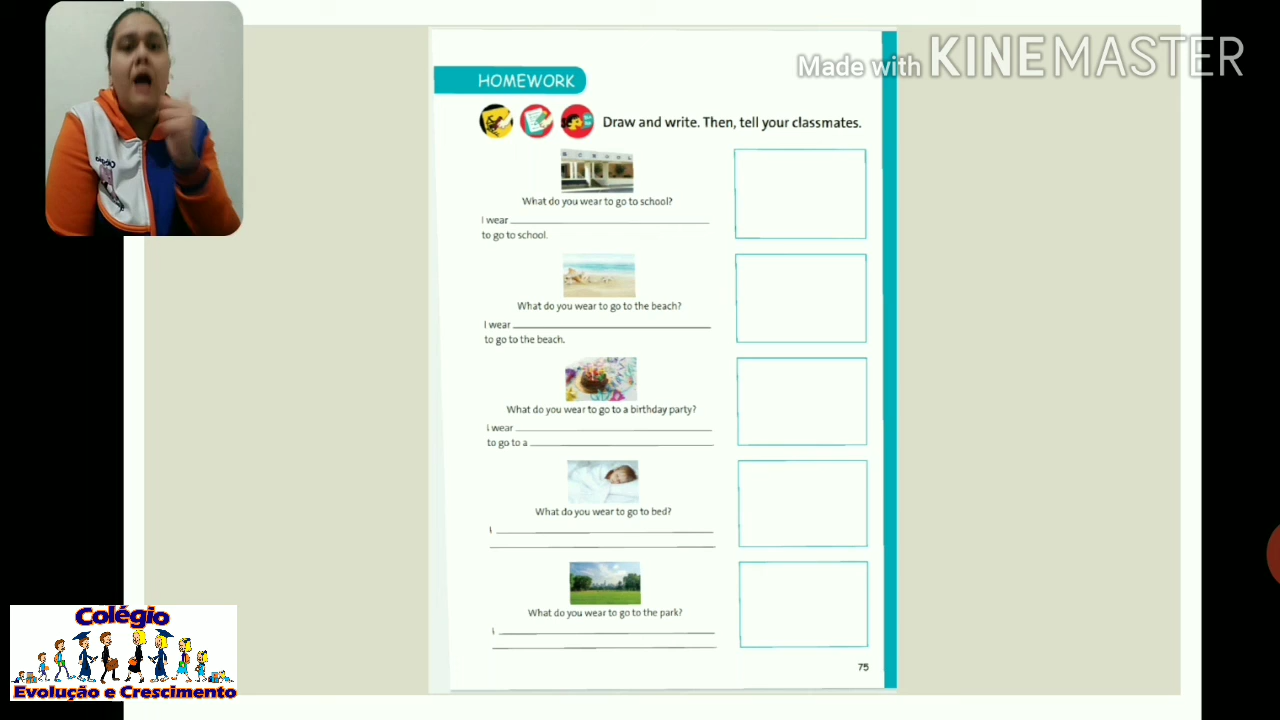 Made with KINEMASTER
HOMEWORK
Draw and write. Then, tell your classmates.
What do you wear to go to school?
I wear
to go to school.
What do you wear to go to the beach?
I wear
to go to the beach.
What do you wear to go to a birthday party?
I wear
to go to a
What do you wear to go to bed?
I
What do you wear to go to the park?
I
75
Colégio
Evolução e Crescimento